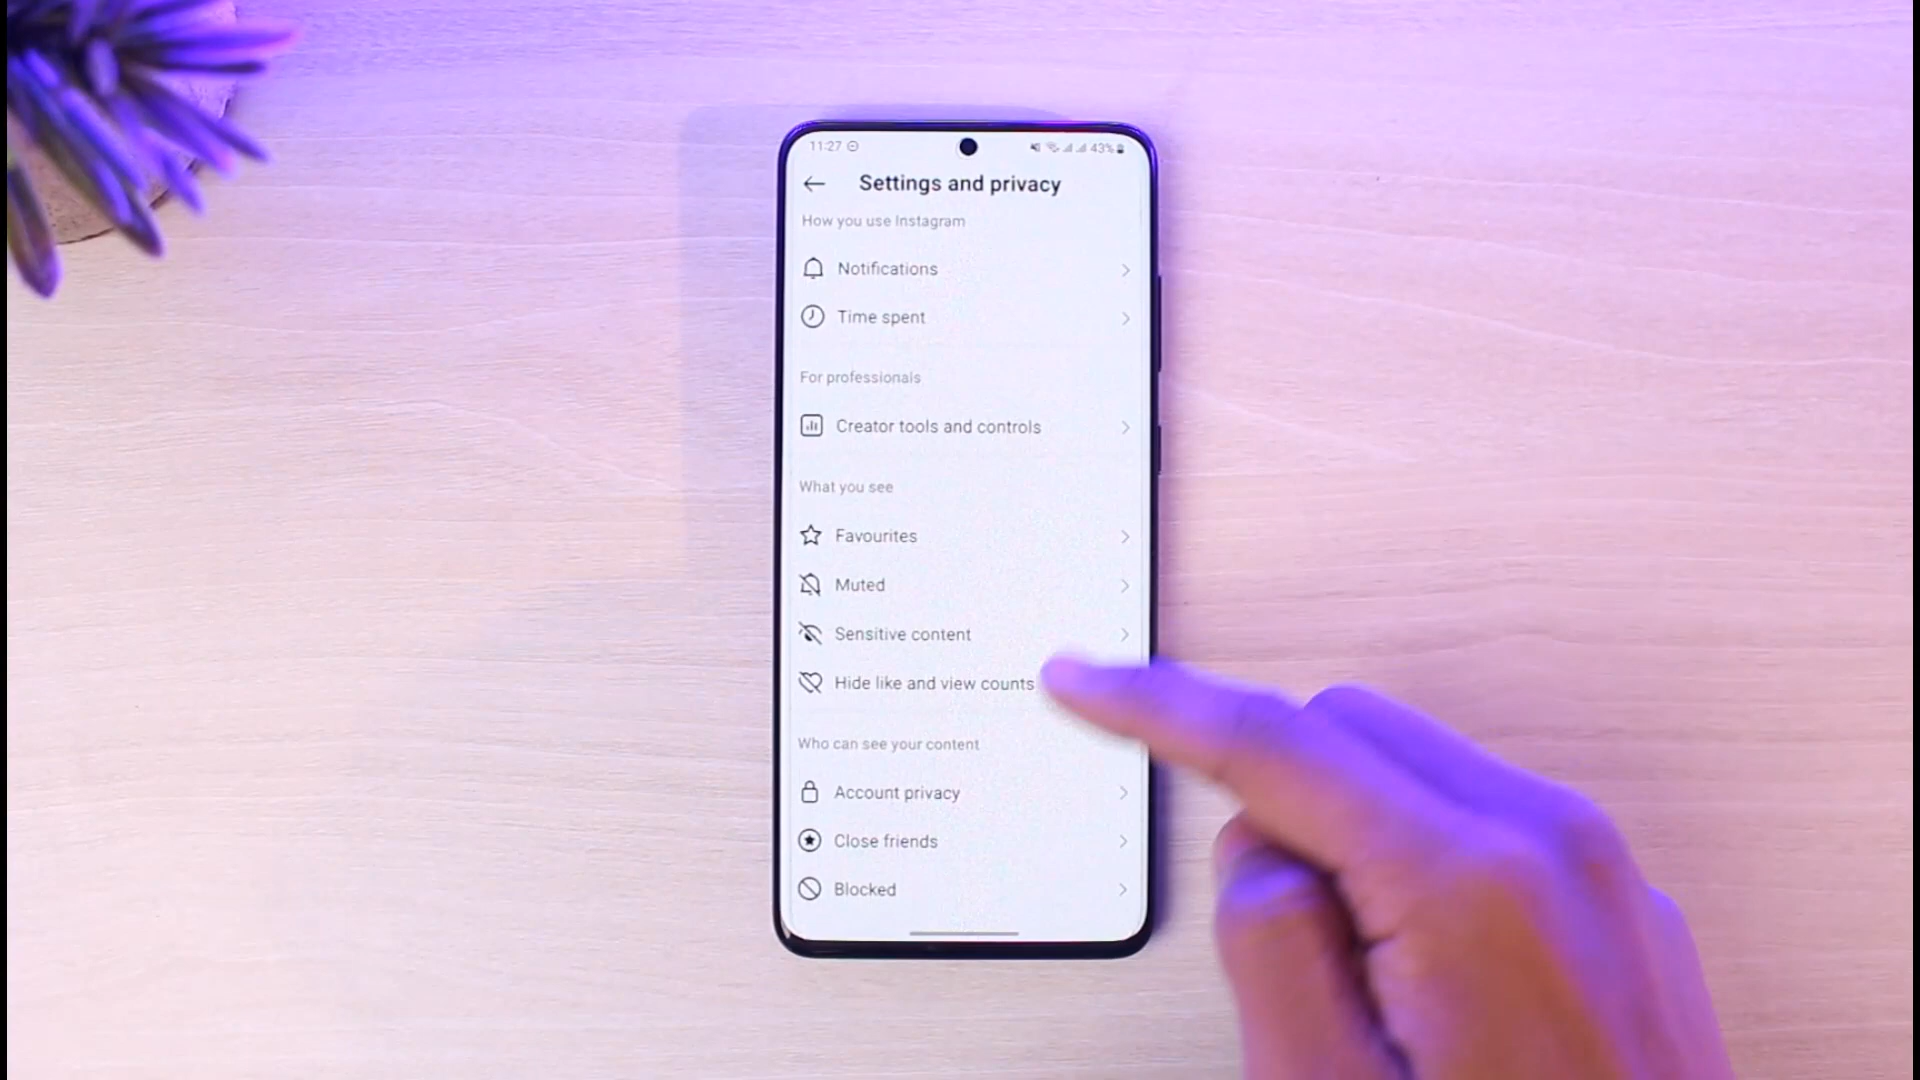 11:27
43%
Settings and privacy
How you use Instagram
Notifications
Time spent
For professionals
Creator tools and controls
What you see
Favourites
Muted
Sensitive content
Hide like and view counts
Who can see your content
Account privacy
Close friends
Blocked